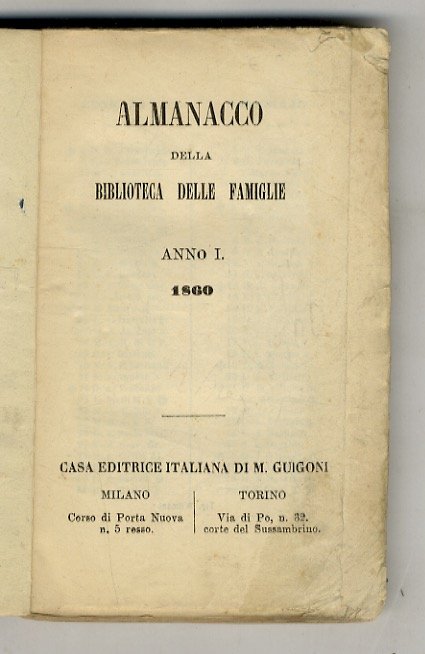 ALMANACCO
DELLA
BIBLIOTECA DELLE FAMIGLIE
ANNO I.
1860
CASA EDITRICE ITALIANA DI M. GUIGONI
MILANO
Corso di Porta Nuova
n. 5 rosso.
TORINO
Via di Po, n. 32.
corte del Sussambrino.